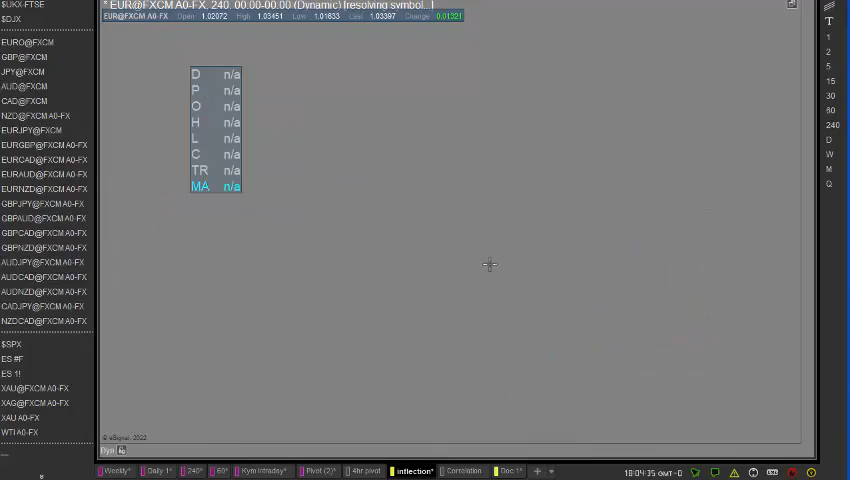 $UKX-FTSE
$DJX
EURO@FXCM
GBP@FXCM
JPY@FXCM
AUD@FXCM
CAD@FXCM
NZD@FXCM A0-FX
EURJPY@FXCM
EURGBP@FXCM A0-FX
EURCAD@FXCM A0-FX
EURAUD@FXCM A0-FX
EURNZD@FXCM A0-FX
GBPJPY@FXCM A0-FX
GBPAUD@FXCM A0-FX
GBPCAD@FXCM A0-FX
GBPNZD@FXCM A0-FX
AUDJPY@FXCM A0-FX
AUDCAD@FXCM A0-FX
AUDNZD@FXCM A0-FX
CADJPY@FXCM A0-FX
NZDCAD@FXCM A0-FX
$SPX
ES #F
ES 1!
XAU@FXCM A0-FX
XAG@FXCM A0-FX
XAU A0-FX
WTI A0-FX
* EUR@FXCM A0-FX, 240, 00:00-00:00 (Dynamic) [resolving symbol...]
EUR@FXCM A0-FX Open 1.02072 High 1.03451 Low 1.01633 Last 1.03397 Change 0.01321
D n/a
P n/a
O n/a
H n/a
L n/a
C n/a
TR n/a
MA n/a
© eSignal, 2022
Dyn
T
1
2
5
15
30
60
240
D
W
M
Q
Weekly* Daily 1* 240* 60* Kym Intraday* Pivot (2)* 4hr pivot inflection* Correlation Doc 1*
18:04:35 GMT-0